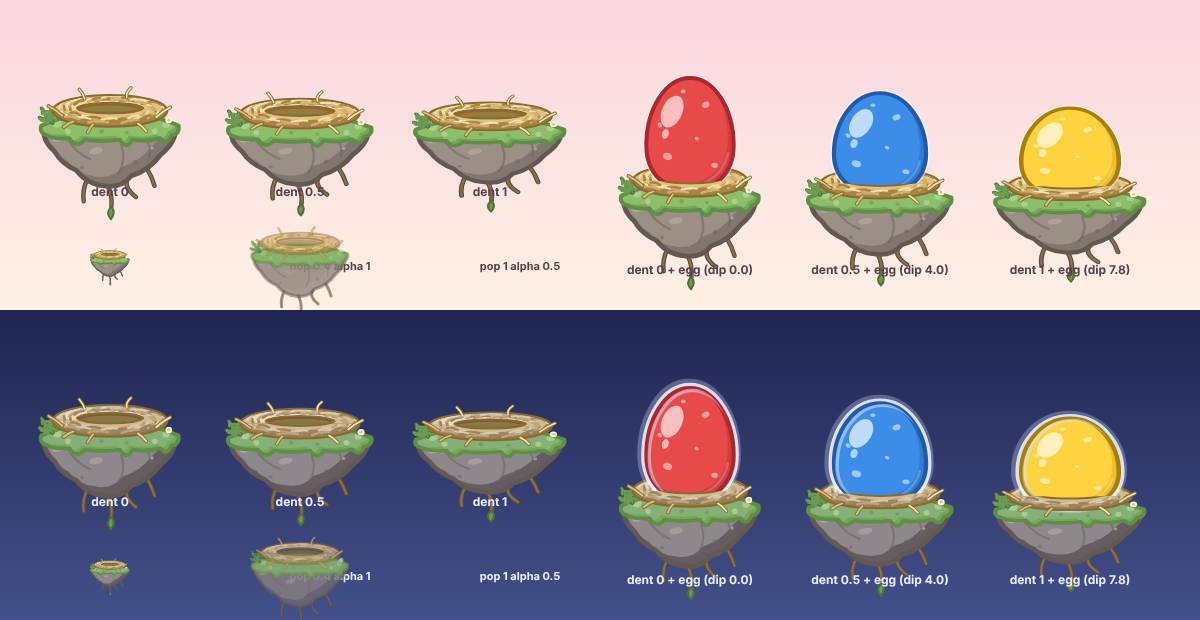 dent 0
dent 0.5
dent 1
dent 0 + egg (dip 0.0)
dent 0.5 + egg (dip 4.0)
dent 1 + egg (dip 7.8)
alpha 1
pop 1 alpha 0.5
dent 0
dent 0.5
dent 1
dent 0 + egg (dip 0.0)
dent 0.5 + egg (dip 4.0)
dent 1 + egg (dip 7.8)
alpha 1
pop 1 alpha 0.5